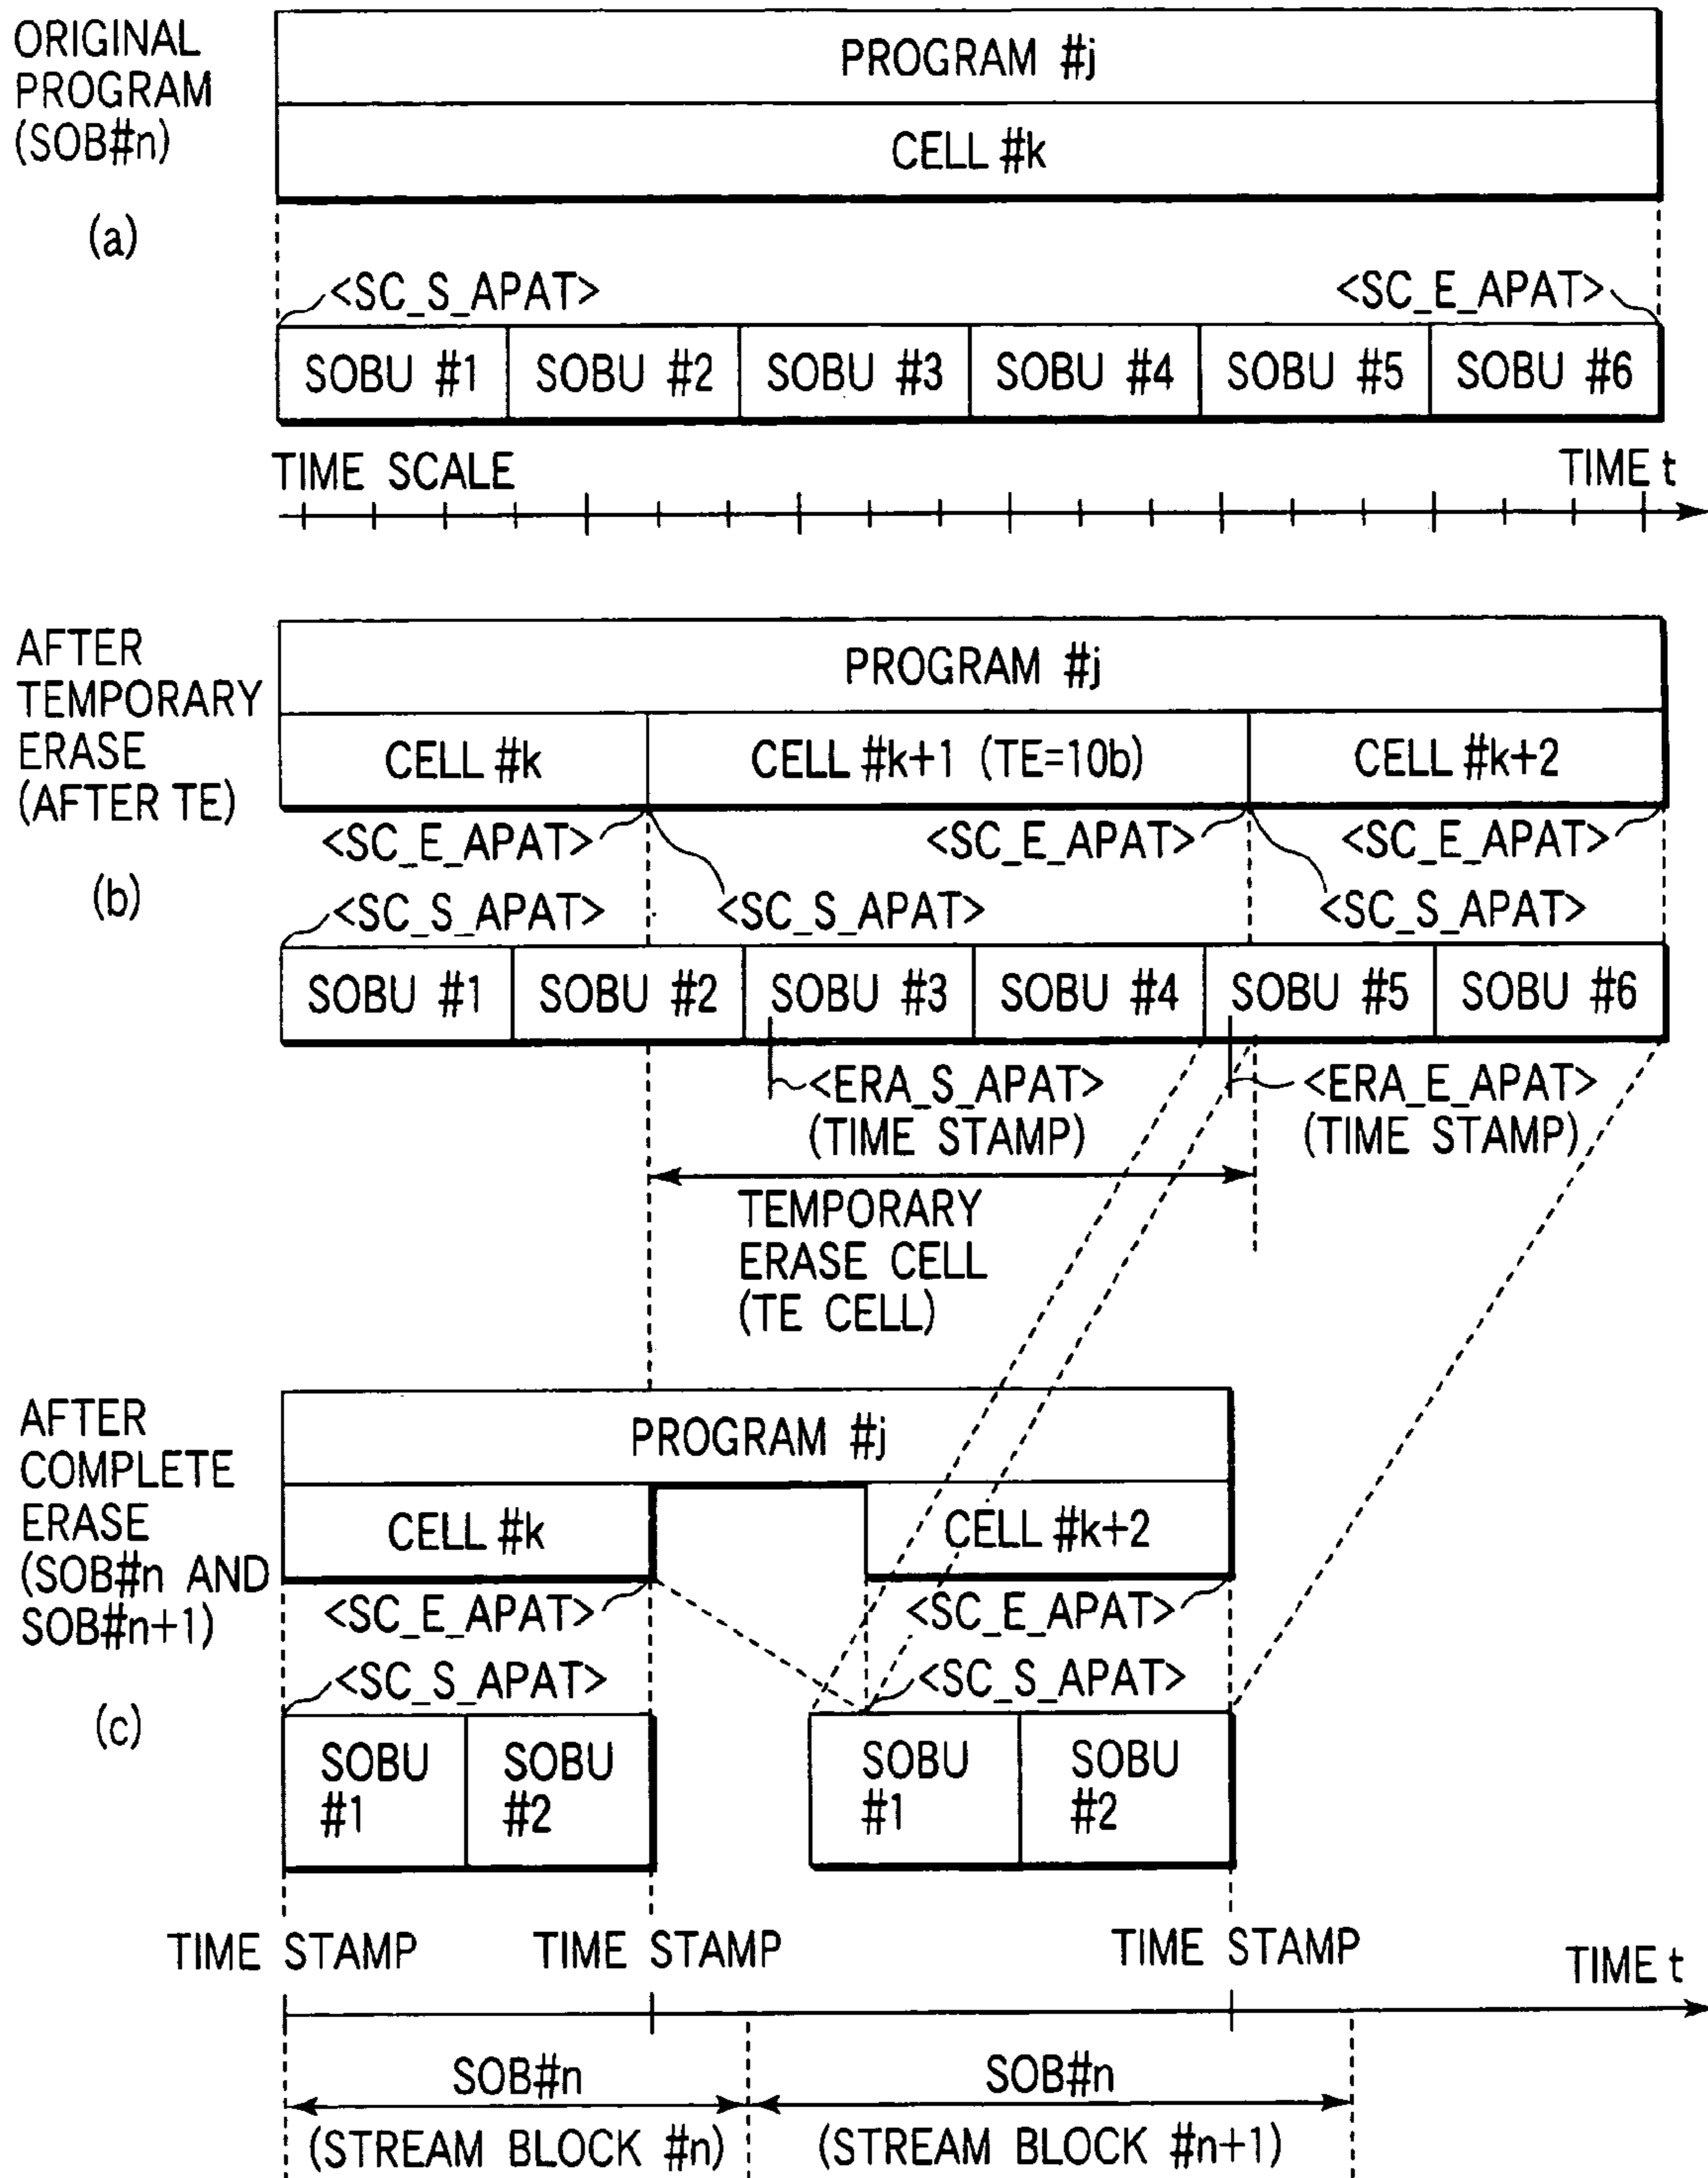 ORIGINAL
PROGRAM
(SOB#n)
(a)
PROGRAM #j
CELL #k
<SC_S_APAT>
<SC_E_APAT>
SOBU #1 SOBU #2 SOBU #3 SOBU #4 SOBU #5 SOBU #6
TIME SCALE
TIME t
AFTER
TEMPORARY
ERASE
(AFTER TE)
(b)
PROGRAM #j
CELL #k CELL #k+1 (TE=10b) CELL #k+2
<SC_E_APAT> <SC_E_APAT> <SC_E_APAT>
<SC_S_APAT> <SC_S_APAT> <SC_S_APAT>
SOBU #1 SOBU #2 SOBU #3 SOBU #4 SOBU #5 SOBU #6
<ERA_S_APAT>
(TIME STAMP)
<ERA_E_APAT>
(TIME STAMP)
TEMPORARY
ERASE CELL
(TE CELL)
AFTER
COMPLETE
ERASE
(SOB#n AND
SOB#n+1)
(c)
PROGRAM #j
CELL #k CELL #k+2
<SC_E_APAT> <SC_E_APAT>
<SC_S_APAT> <SC_S_APAT>
SOBU
#1
SOBU
#2
SOBU
#1
SOBU
#2
TIME STAMP TIME STAMP TIME STAMP
TIME t
SOB#n
(STREAM BLOCK #n)
SOB#n
(STREAM BLOCK #n+1)